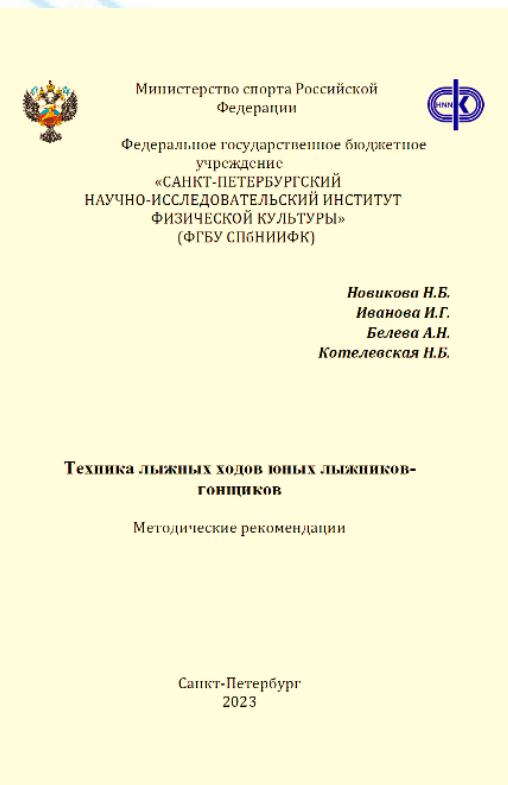 Министерство спорта Российской
Федерации
Федеральное государственное бюджетное
учреждение
«САНКТ-ПЕТЕРБУРГСКИЙ
НАУЧНО-ИССЛЕДОВАТЕЛЬСКИЙ ИНСТИТУТ
ФИЗИЧЕСКОЙ КУЛЬТУРЫ»
(ФГБУ СПбНИИФК)
Новикова Н.Б.
Иванова И.Г.
Белева А.Н.
Котелевская Н.Б.
Техника лыжных ходов юных лыжников-
гонщиков
Методические рекомендации
Санкт-Петербург
2023